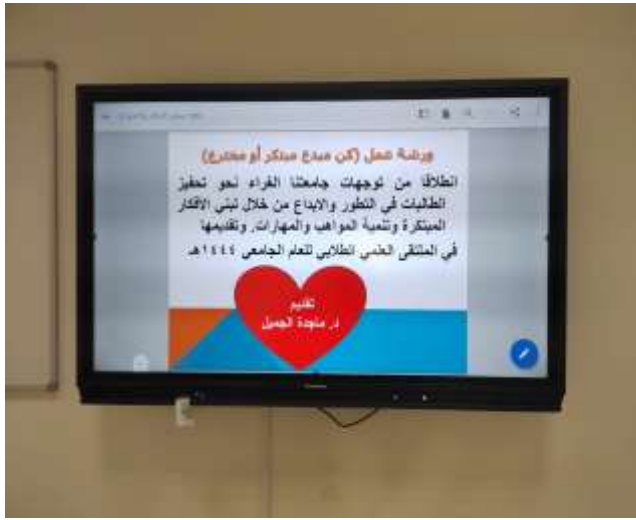 ورشة عمل (كن مبدع مبتكر أو مخترع)
انطلاقا من توجهات جامعتنا الغراء نحو تحفيز
الطالبات في التطور والابداع من خلال تبني الأفكار
المبتكرة وتنمية المواهب والمهارات, وتقديمها
في الملتقى العلمي الطلابي للعام الجامعي ١٤٤٤هـ
تقديم
د. ماجدة الجميل